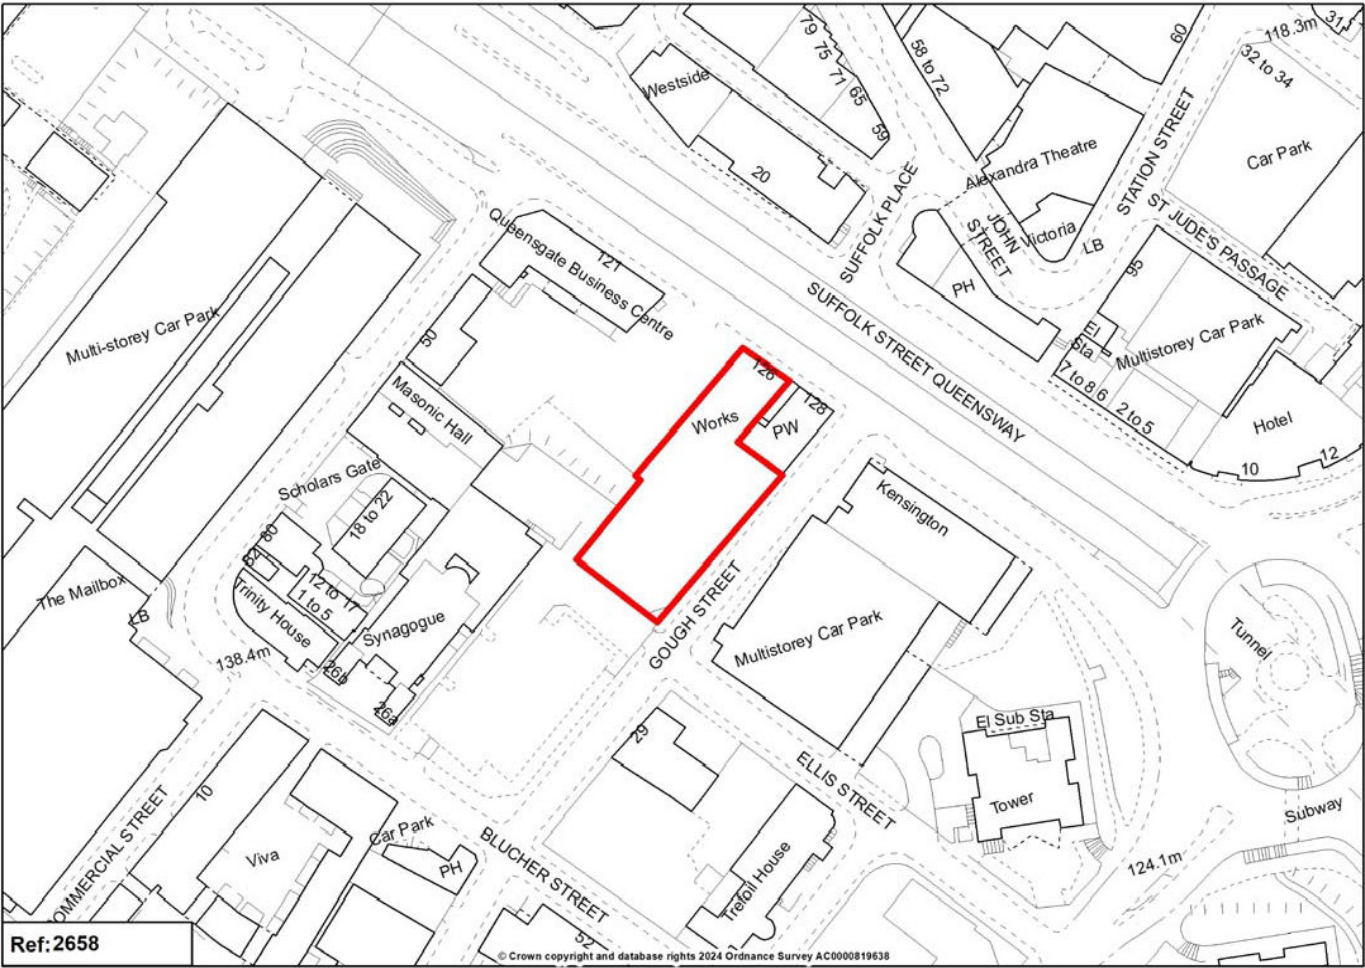 79
75
71
65
59
58 to 72
60
118.3m
31
32 to 34
Westside
20
Alexandra Theatre
STATION STREET
Car Park
SUFFOLK PLACE
JOHN
STREET
Victoria
LB
ST JUDE'S PASSAGE
95
PH
Queensgate Business Centre
121
SUFFOLK STREET QUEENSWAY
El
Sta
Multistorey Car Park
7 to 8
6
2 to 5
Hotel
10
12
Multi-storey Car Park
50
Masonic Hall
126
128
Works
PW
Scholars Gate
18 to 22
Kensington
80
82
12 to 17
1 to 5
Trinity House
Synagogue
The Mailbox
LB
138.4m
26b
26a
GOUGH STREET
Multistorey Car Park
Tunnel
El Sub Sta
Tower
Subway
29
ELLIS STREET
124.1m
10
COMMERCIAL STREET
Viva
Car Park
PH
BLUCHER STREET
Trefoil House
52
Ref:2658
© Crown copyright and database rights 2024 Ordnance Survey AC0000819638